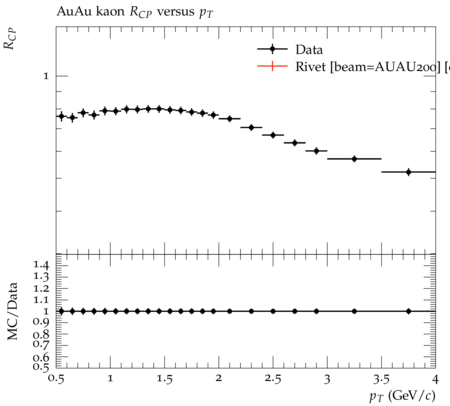 AuAu kaon R_CP versus p_T
R_CP
1
Data
Rivet [beam=AUAU200]
MC/Data
1.4
1.3
1.2
1.1
1
0.9
0.8
0.7
0.6
0.5
0.5 1 1.5 2 2.5 3 3.5 4
p_T (GeV/c)